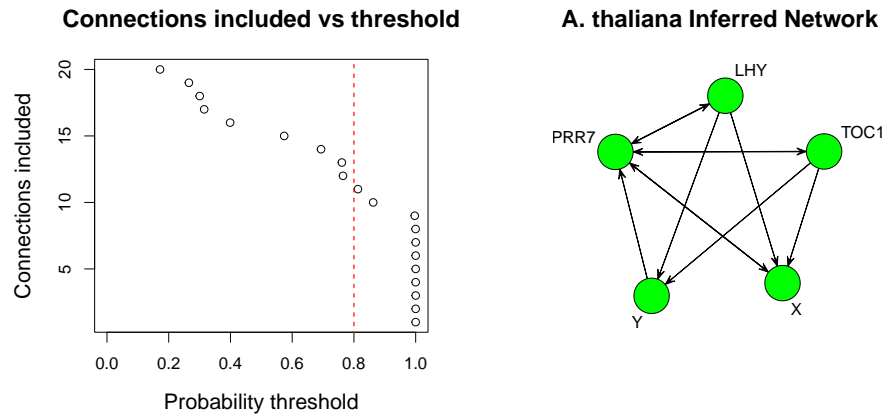 Connections included vs threshold
Connections included
20
15
10
5
0.0 0.2 0.4 0.6 0.8 1.0
Probability threshold
A. thaliana Inferred Network
LHY
TOC1
PRR7
X
Y